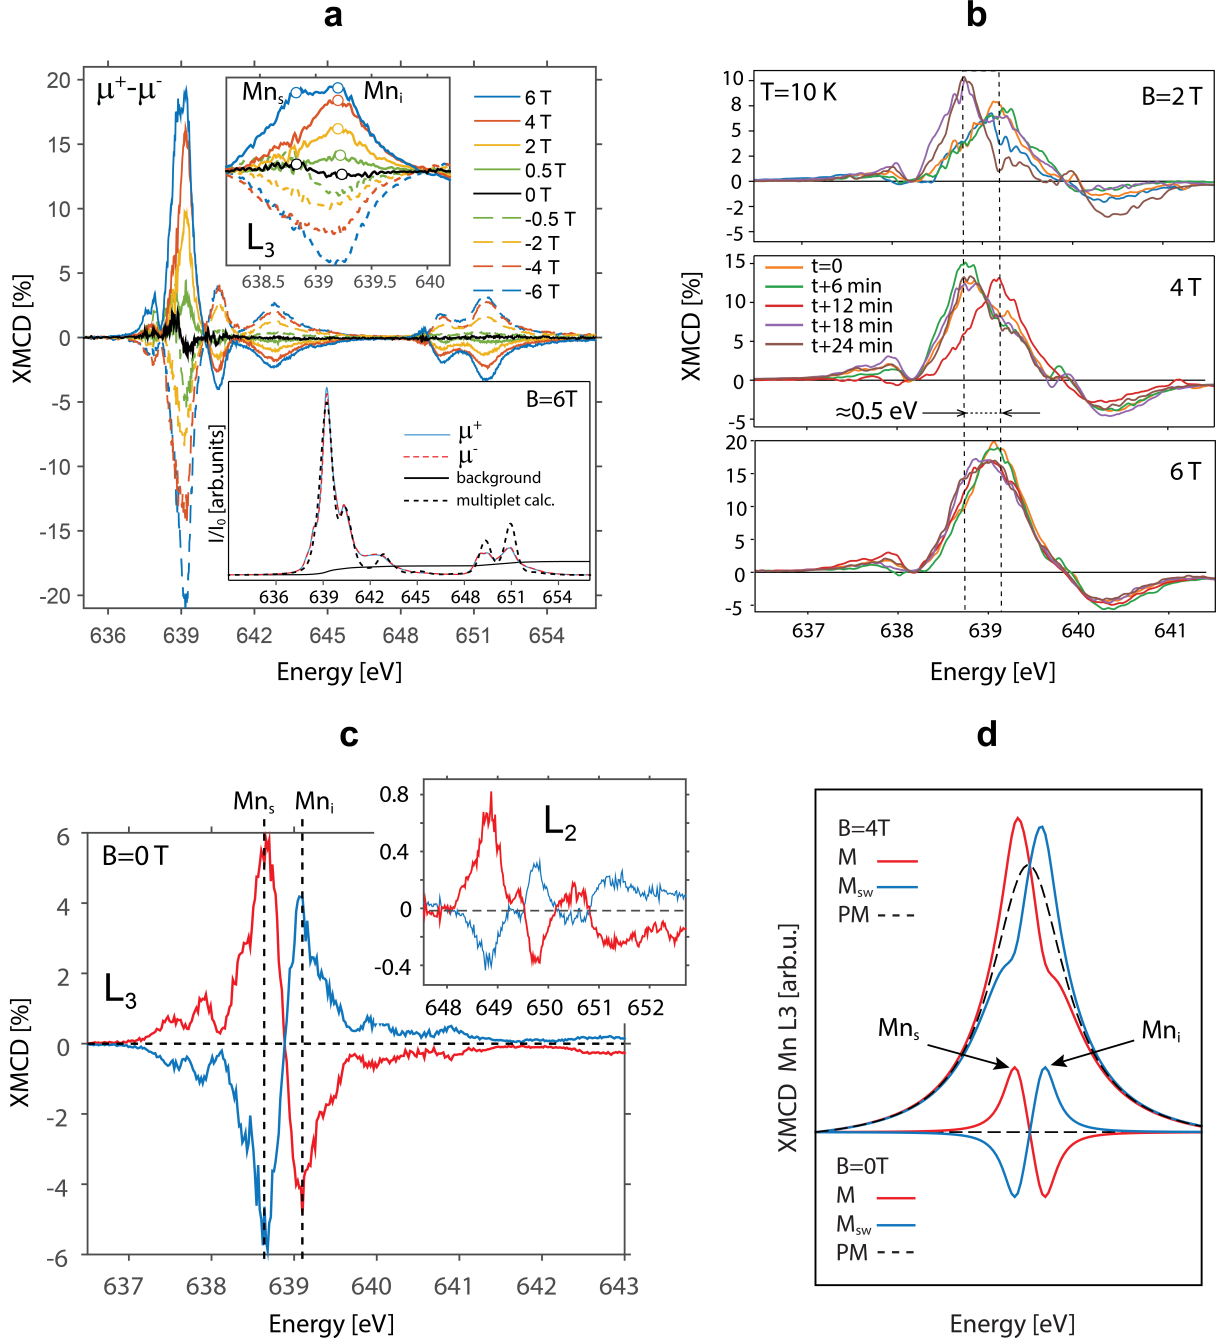 a
μ⁺-μ⁻
XMCD [%]
20
15
10
5
0
-5
-10
-15
-20
636
639
642
645
648
651
654
Energy [eV]
Mnₛ
Mnᵢ
L₃
638.5
639
639.5
640
6 T
4 T
2 T
0.5 T
0 T
-0.5 T
-2 T
-4 T
-6 T
B=6T
I/I₀ [arb.units]
μ⁺
μ⁻
background
multiplet calc.
636
639
642
645
648
651
654
b
T=10 K
B=2 T
10
8
5
2
0
-2
-5
XMCD [%]
15
10
5
0
-5
t=0
t+6 min
t+12 min
t+18 min
t+24 min
4 T
≈0.5 eV
20
15
10
5
0
-5
6 T
637
638
639
640
641
Energy [eV]
c
Mnₛ
Mnᵢ
B=0 T
L₃
XMCD [%]
6
4
2
0
-2
-4
-6
637
638
639
640
641
642
643
Energy [eV]
L₂
0.8
0.4
0
-0.4
648
649
650
651
652
d
B=4T
M
Mₛw
PM
Mnₛ
Mnᵢ
B=0T
M
Mₛw
PM
XMCD Mn L3 [arb.u.]
Energy [eV]